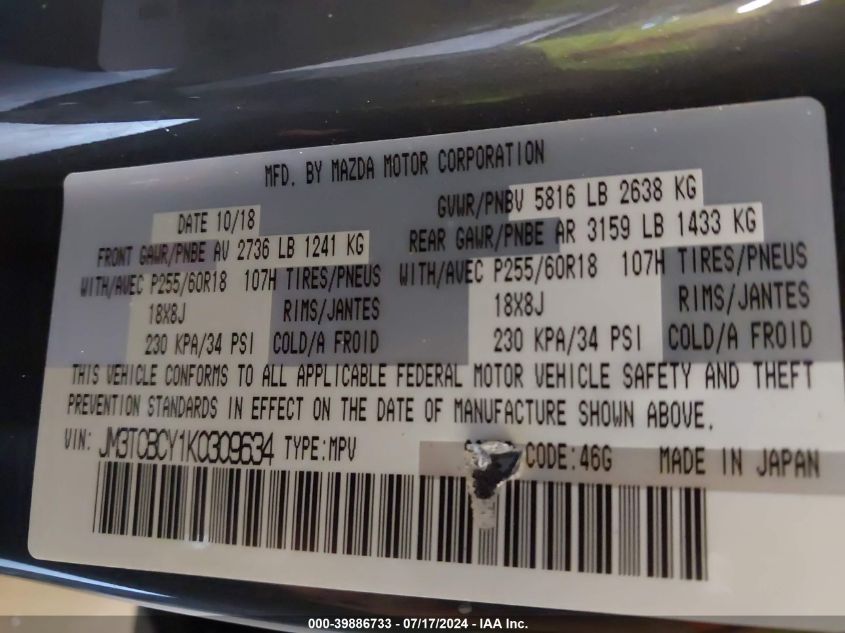 MFD. BY MAZDA MOTOR CORPORATION
DATE 10/18
GVWR/PNBV 5816 LB 2638 KG
FRONT GAWR/PNBE AV 2736 LB 1241 KG
REAR GAWR/PNBE AR 3159 LB 1433 KG
WITH/AVEC P255/60R18 107H TIRES/PNEUS
WITH/AVEC P255/60R18 107H TIRES/PNEUS
18X8J RIMS/JANTES
18X8J RIMS/JANTES
230 KPA/34 PSI COLD/A FROID
230 KPA/34 PSI COLD/A FROID
THIS VEHICLE CONFORMS TO ALL APPLICABLE FEDERAL MOTOR VEHICLE SAFETY AND THEFT
PREVENTION STANDARDS IN EFFECT ON THE DATE OF MANUFACTURE SHOWN ABOVE.
VIN: JM3TCBCY1K0309634 TYPE:MPV
CODE:46G MADE IN JAPAN
000-39886733 - 07/17/2024 - WWW.IAAI.COM.